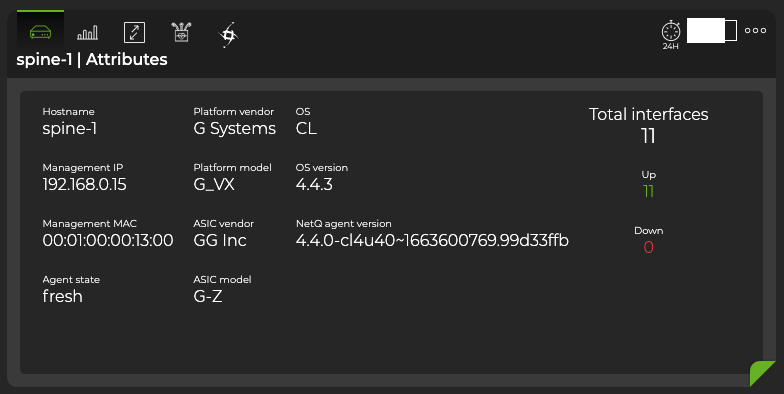 24H
spine-1 | Attributes
Hostname
spine-1
Platform vendor
G Systems
OS
CL
Total interfaces
11
Management IP
192.168.0.15
Platform model
G_VX
OS version
4.4.3
Up
11
Management MAC
00:01:00:00:13:00
ASIC vendor
GG Inc
NetQ agent version
4.4.0-cl4u40~1663600769.99d33ffb
Down
0
Agent state
fresh
ASIC model
G-Z